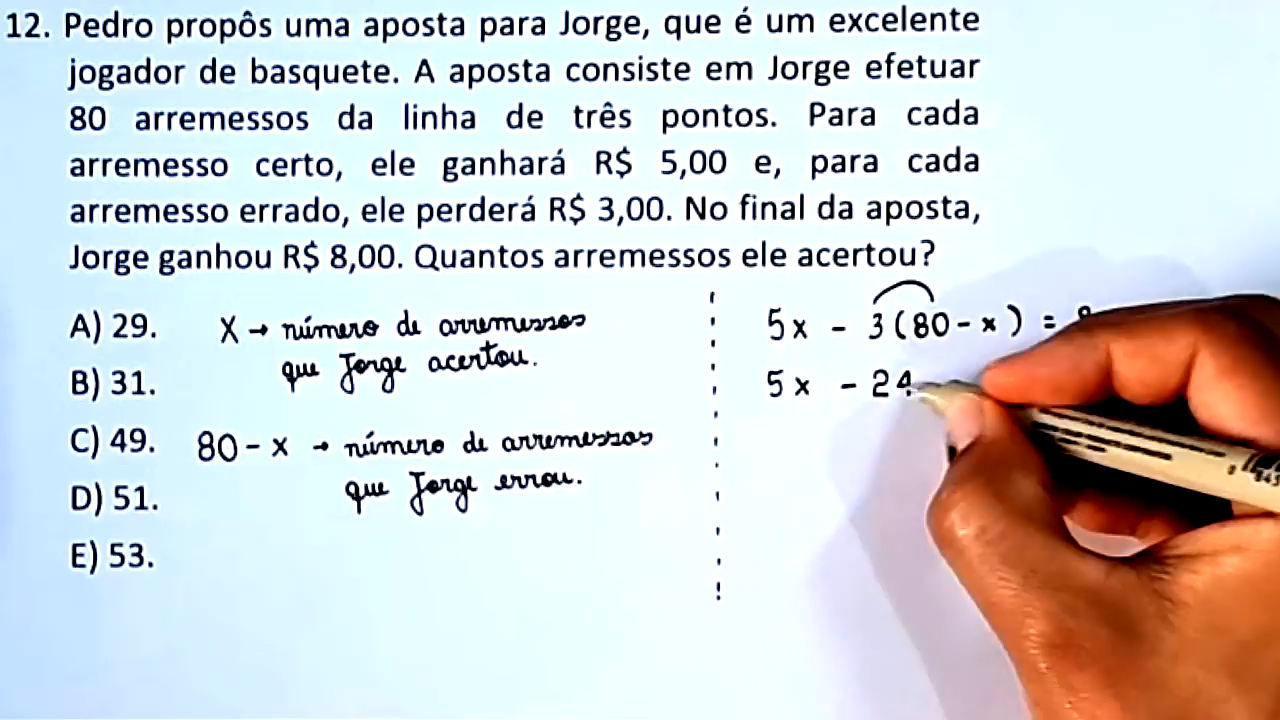 12. Pedro propôs uma aposta para Jorge, que é um excelente
jogador de basquete. A aposta consiste em Jorge efetuar
80 arremessos da linha de três pontos. Para cada
arremesso certo, ele ganhará R$ 5,00 e, para cada
arremesso errado, ele perderá R$ 3,00. No final da aposta,
Jorge ganhou R$ 8,00. Quantos arremessos ele acertou?
A) 29.
B) 31.
C) 49.
D) 51.
E) 53.
X → número de arremessos
que Jorge acertou.
80 - x → número de arremessos
que Jorge errou.
5x - 3(80 - x) =
5x - 24